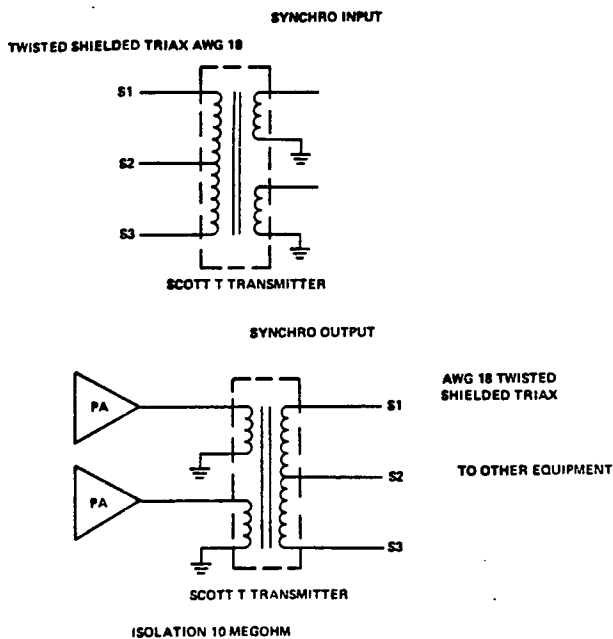 SYNCHRO INPUT
TWISTED SHIELDED TRIAX AWG 18
S1
S2
S3
SCOTT T TRANSMITTER
SYNCHRO OUTPUT
PA
PA
S1
S2
S3
AWG 18 TWISTED
SHIELDED TRIAX
TO OTHER EQUIPMENT
SCOTT T TRANSMITTER
ISOLATION 10 MEGOHM